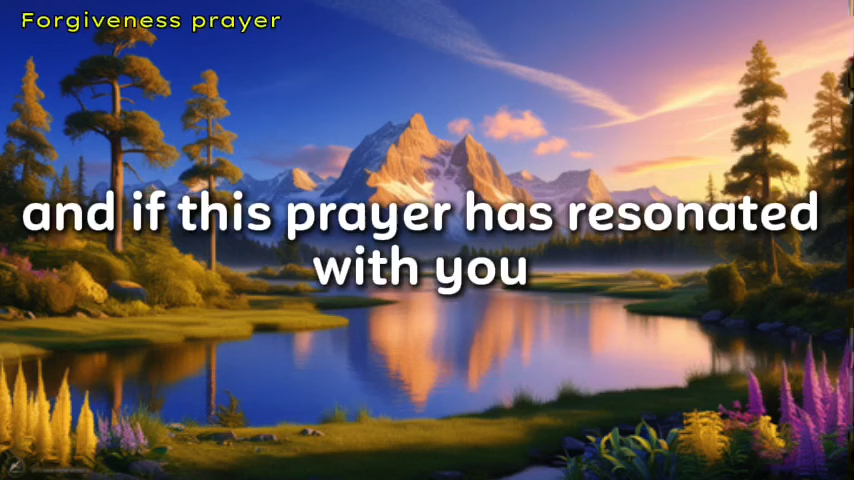 Forgiveness prayer
and if this prayer has resonated
with you